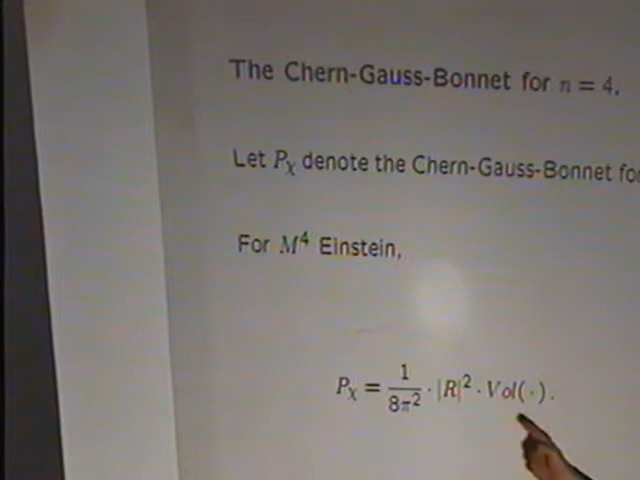 The Chern-Gauss-Bonnet for n = 4.
Let P_χ denote the Chern-Gauss-Bonnet
For M⁴ Einstein,
P_χ = 1/8π² · |R|² · Vol( · ).